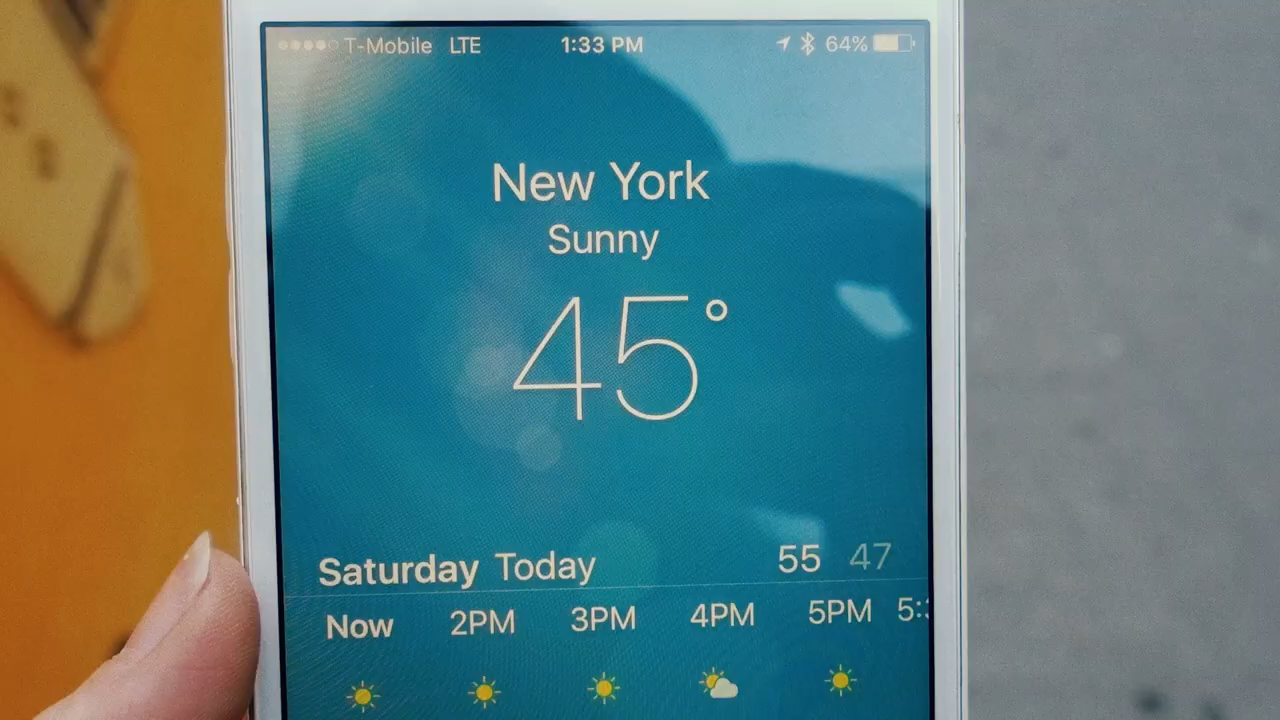 T-Mobile LTE 1:33 PM 64%
New York
Sunny
45°
Saturday Today 55 47
Now 2PM 3PM 4PM 5PM 5: